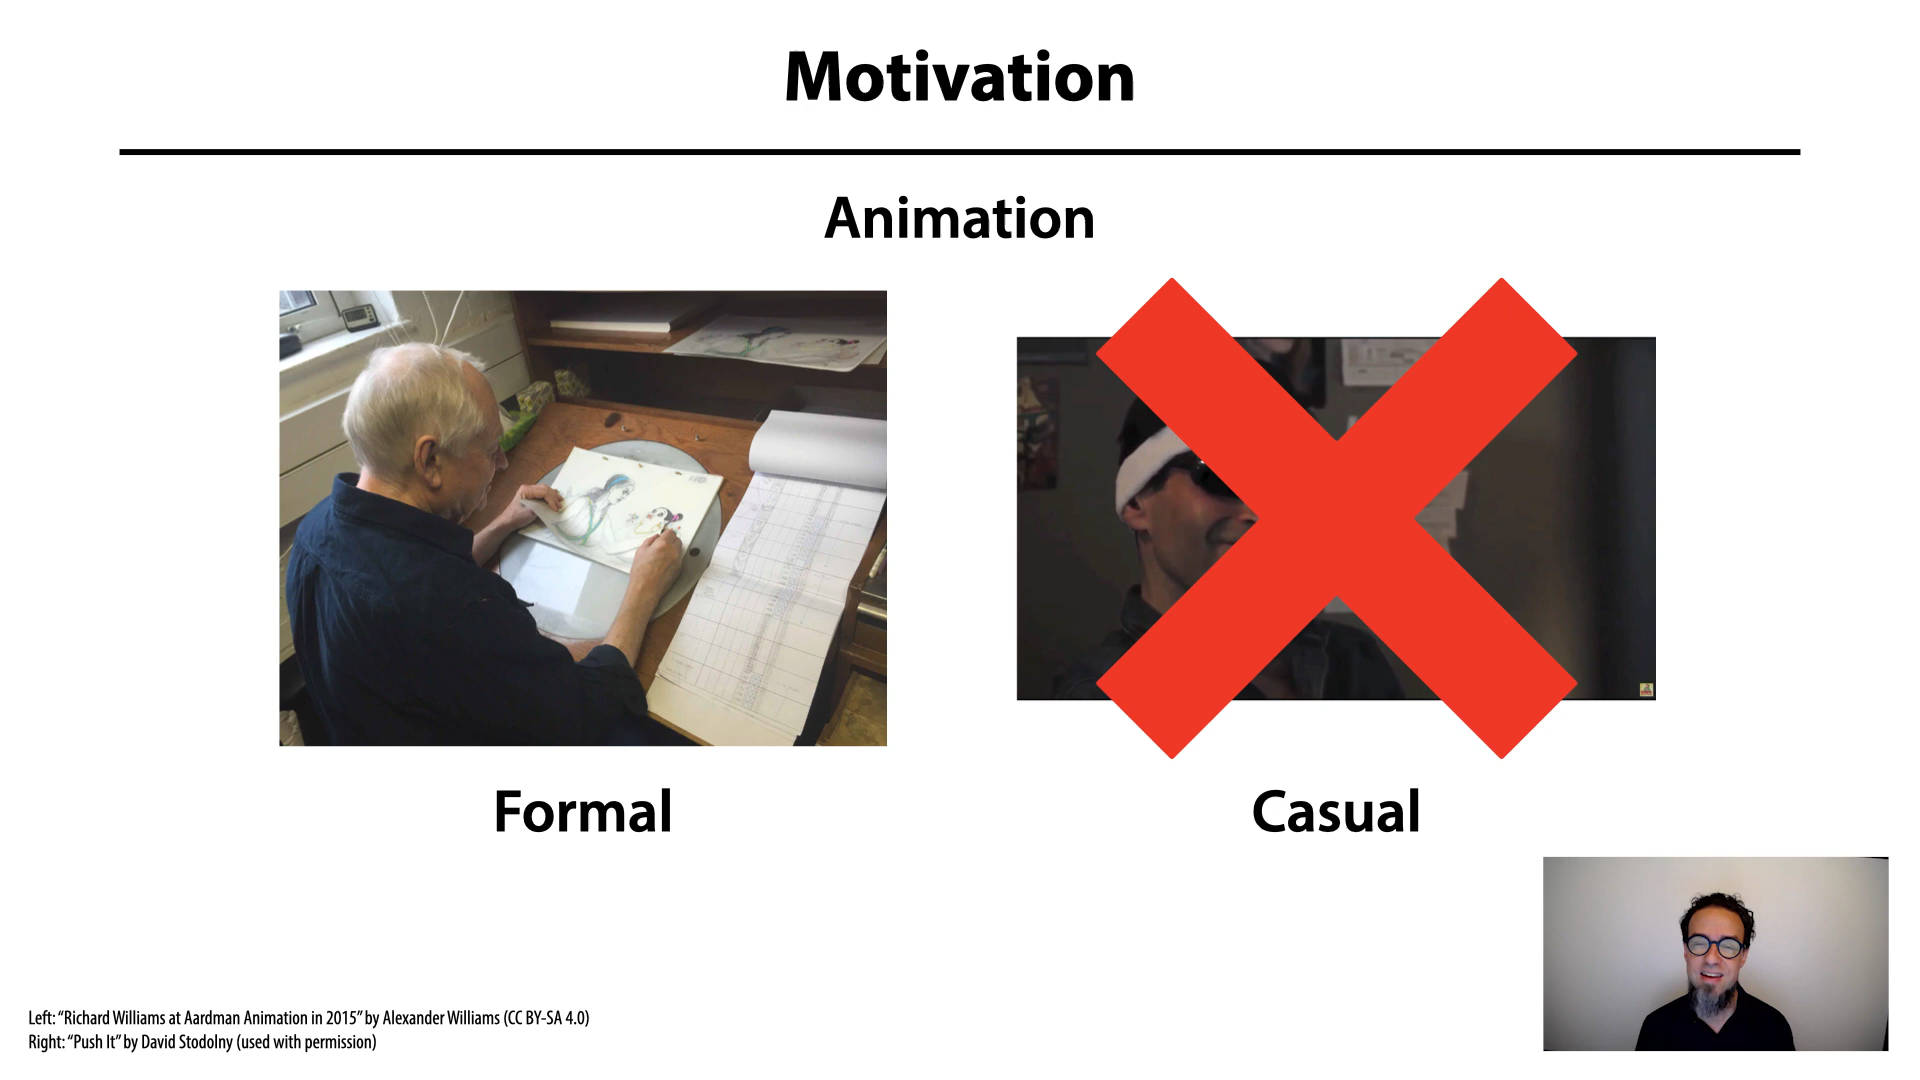 Motivation
Animation
Formal
Casual
Left: “Richard Williams at Aardman Animation in 2015” by Alexander Williams (CC BY-SA 4.0)
Right: “Push It” by David Stodolny (used with permission)